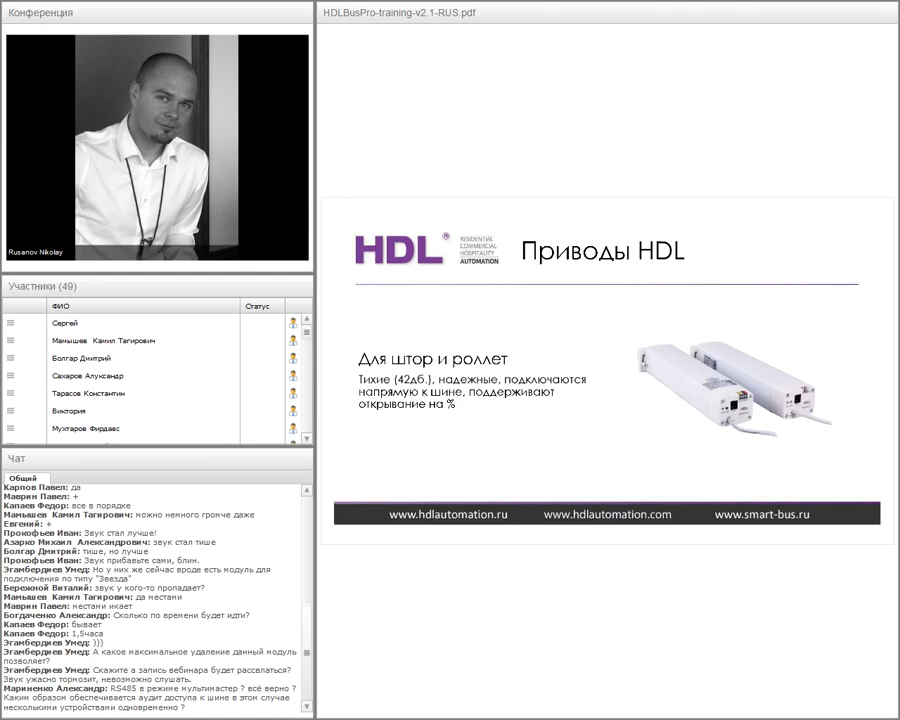 Конференция
Rusanov Nikolay
Участники (49)
ФИО Статус
Сергей
Мамышев Камил Тагирович
Болгар Дмитрий
Сахаров Алуксандр
Тарасов Константин
Виктория
Мухтаров Фирдавс
Чат
Общий
Карпов Павел: да
Маврин Павел: +
Капаев Федор: все в порядке
Мамышев Камил Тагирович: можно немного громче даже
Евгений: +
Прокофьев Иван: Звук стал лучше!
Азарко Михаил Александрович: звук стал тише
Болгар Дмитрий: тише, но лучше
Прокофьев Иван: Звук прибавьте сами, блин.
Эгамбердиев Умед: Но у них же сейчас вроде есть модуль для
подключения по типу "Звезда"
Бережной Виталий: звук у кого-то пропадает?
Мамышев Камил Тагирович: да местами
Маврин Павел: местами икает
Богдаченко Александр: Сколько по времени будет идти?
Капаев Федор: бывает
Капаев Федор: 1,5часа
Эгамбердиев Умед: )))
Эгамбердиев Умед: А какое максимальное удаление данный модуль
позволяет?
Эгамбердиев Умед: Скажите а запись вебинара будет рассвлаться?
Звук ужасно тормозит, невозможно слушать.
Мариненко Александр: RS485 в режиме мультимастер ? всё верно ?
Каким образом обеспечивается аудит доступа к шине в этом случае
несколькими устройствами одновременно ?
HDLBusPro-training-v2.1-RUS.pdf
HDL®
RESIDENTIAL
COMMERCIAL
HOSPITALITY
AUTOMATION
Приводы HDL
Для штор и роллет
Тихие (42дб.), надежные, подключаются
напрямую к шине, поддерживают
открывание на %
www.hdlautomation.ru www.hdlautomation.com www.smart-bus.ru